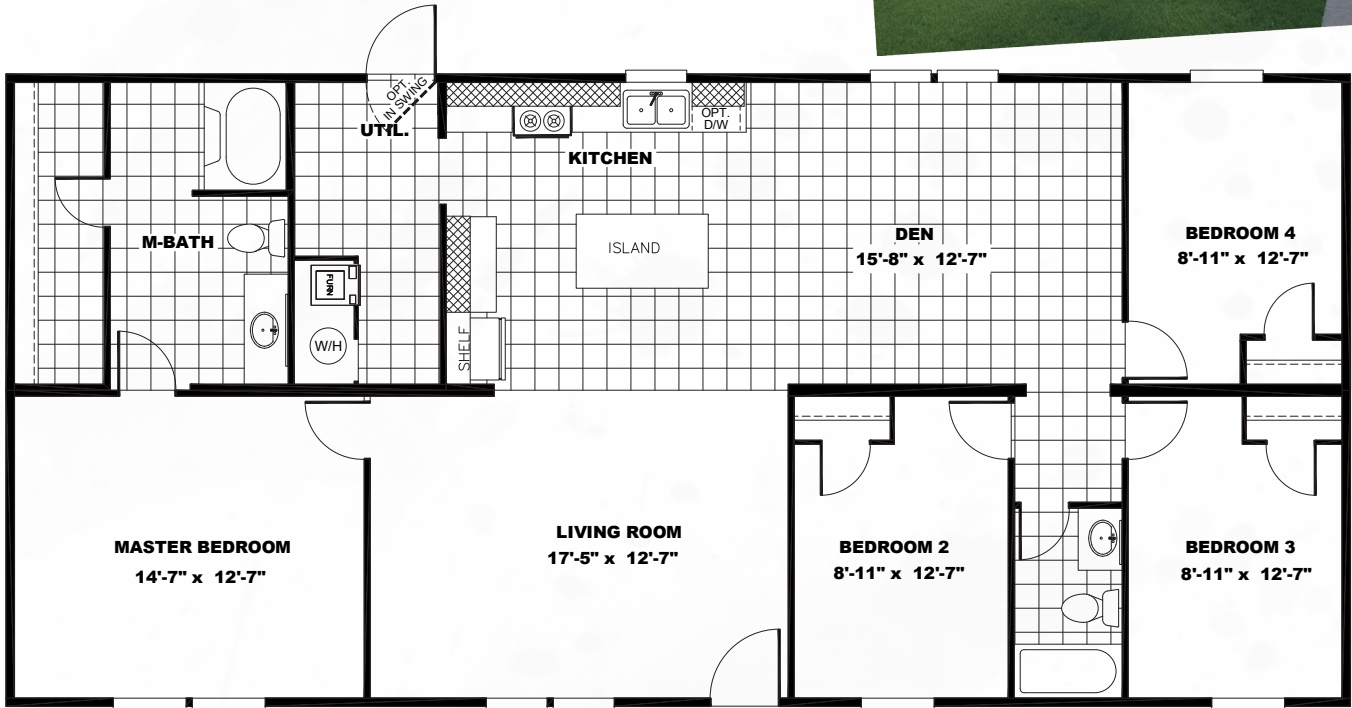 OPT.
IN SWING
UTIL.
OPT.
D/W
KITCHEN
M-BATH
ISLAND
DEN
15'-8" x 12'-7"
BEDROOM 4
8'-11" x 12'-7"
FURN
W/H
SHELF
MASTER BEDROOM
14'-7" x 12'-7"
LIVING ROOM
17'-5" x 12'-7"
BEDROOM 2
8'-11" x 12'-7"
BEDROOM 3
8'-11" x 12'-7"